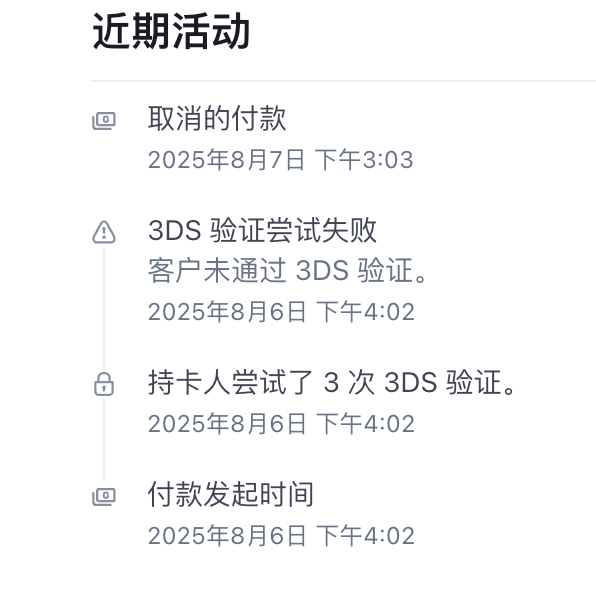 近期活动
取消的付款
2025年8月7日 下午3:03
3DS 验证尝试失败
客户未通过 3DS 验证。
2025年8月6日 下午4:02
持卡人尝试了 3 次 3DS 验证。
2025年8月6日 下午4:02
付款发起时间
2025年8月6日 下午4:02